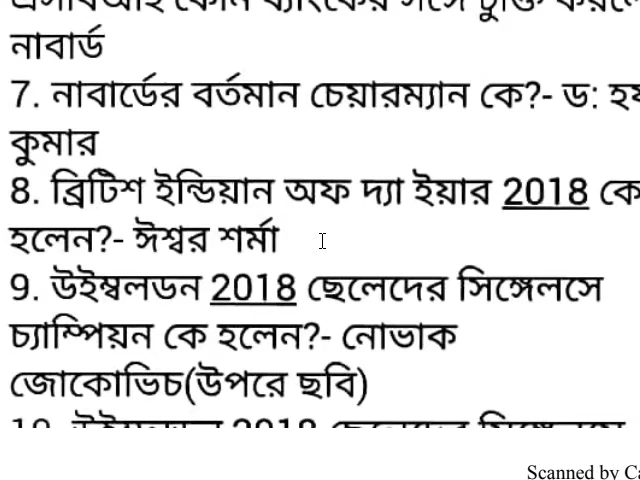 নাবার্ড
7. নাবার্ডের বর্তমান চেয়ারম্যান কে?- ড:
কুমার
8. ব্রিটিশ ইন্ডিয়ান অফ দ্যা ইয়ার 2018 কে
হলেন?- ঈশ্বর শর্মা
9. উইম্বলডন 2018 ছেলেদের সিঙ্গেলসে
চ্যাম্পিয়ন কে হলেন?- নোভাক
জোকোভিচ(উপরে ছবি)
Scanned by